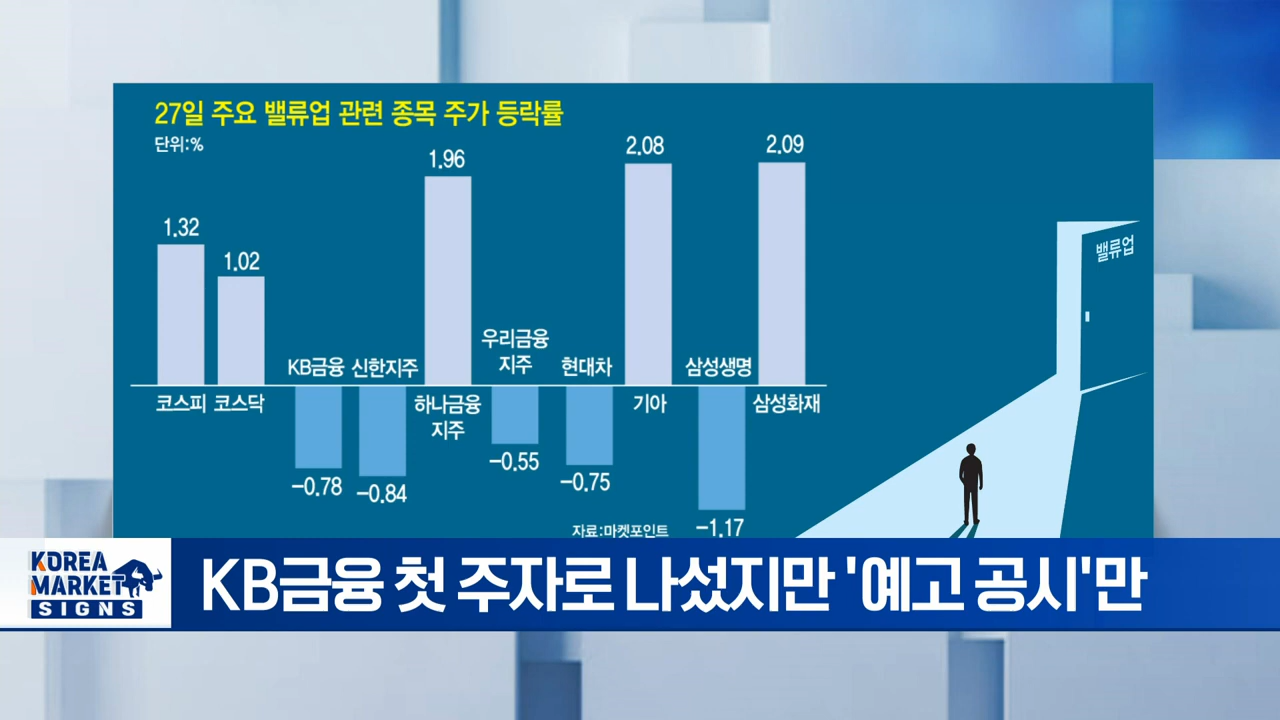 27일 주요 밸류업 관련 종목 주가 등락률
단위:%
1.32
1.02
1.96
2.08
2.09
밸류업
KB금융
신한지주
우리금융
지주
현대차
삼성생명
코스피
코스닥
하나금융
지주
기아
삼성화재
-0.78
-0.84
-0.55
-0.75
-1.17
자료:마켓포인트
KOREA
MARKET
SIGNS
KB금융 첫 주자로 나섰지만 '예고 공시'만